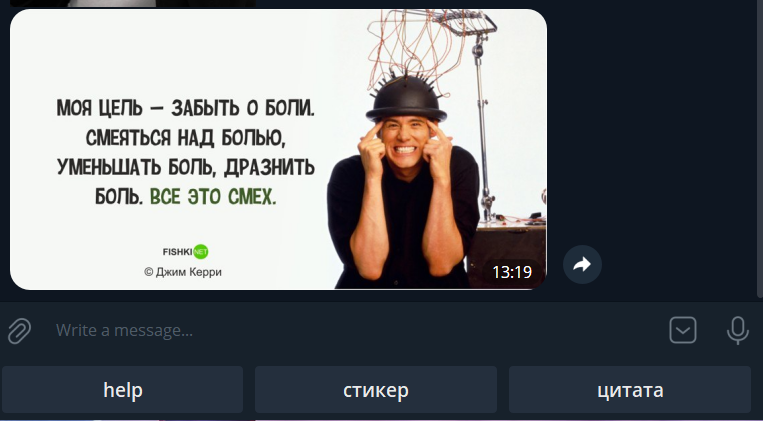 МОЯ ЦЕЛЬ – ЗАБЫТЬ О БОЛИ.
СМЕЯТЬСЯ НАД БОЛЬЮ,
УМЕНЬШАТЬ БОЛЬ, ДРАЗНИТЬ
БОЛЬ. ВСЕ ЭТО СМЕХ.
FISHKI NET
© Джим Керри
13:19
Write a message...
help
стикер
цитата